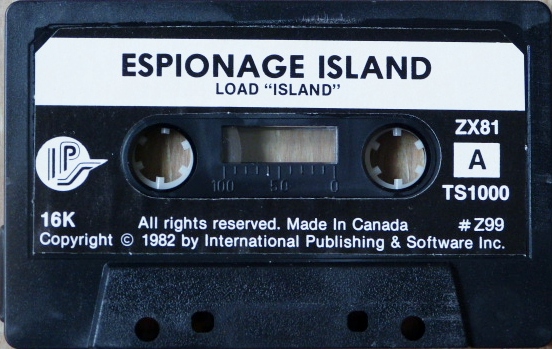 ESPIONAGE ISLAND
LOAD “ISLAND”
ZX81
IPS
A
100 50 0
TS1000
16K
All rights reserved. Made In Canada # Z99
Copyright © 1982 by International Publishing & Software Inc.